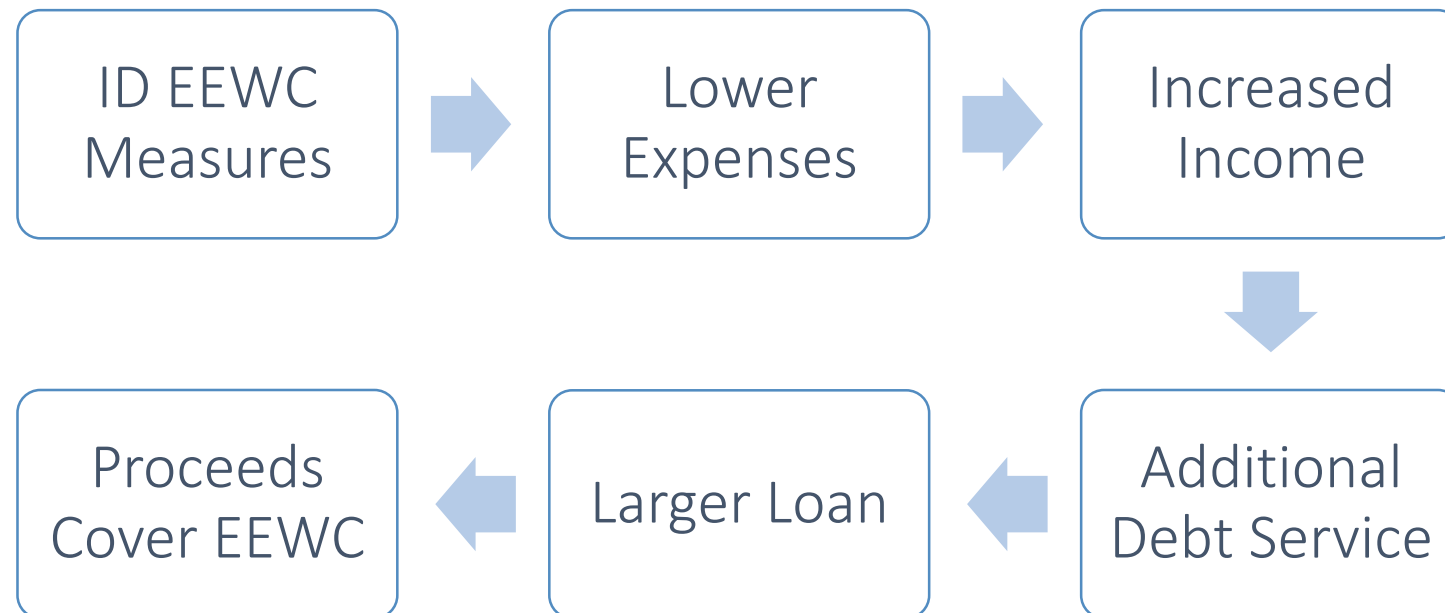 ID EEWC
Measures
Lower
Expenses
Increased
Income
Additional
Debt Service
Larger Loan
Proceeds
Cover EEWC